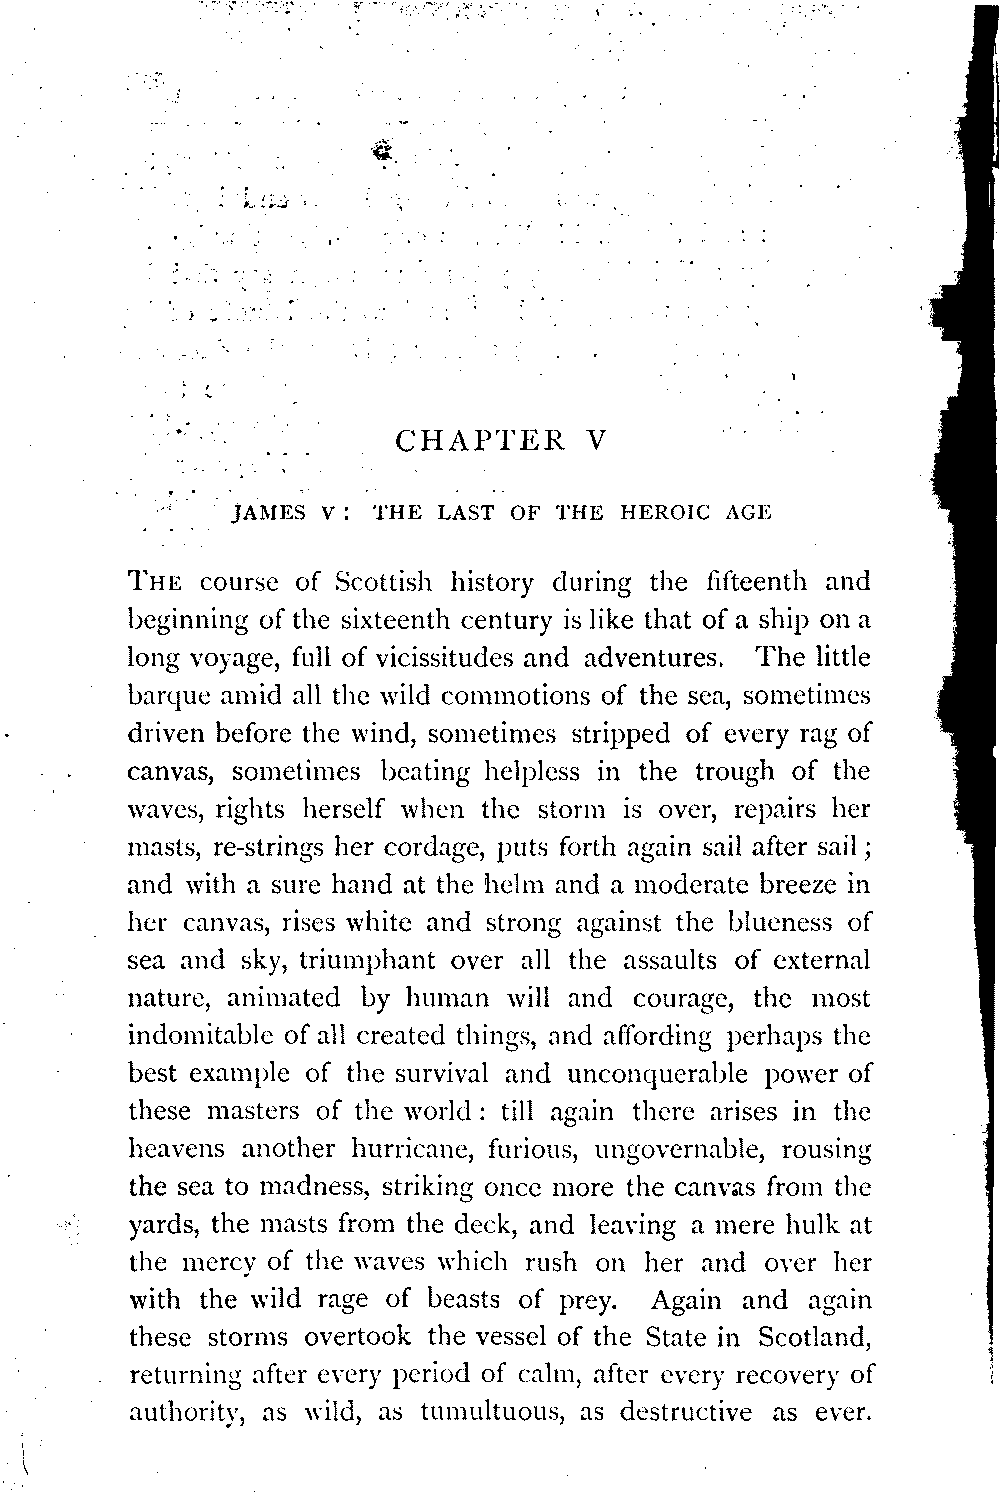 CHAPTER V
JAMES V: THE LAST OF THE HEROIC AGE
THE course of Scottish history during the fifteenth and
beginning of the sixteenth century is like that of a ship on a
long voyage, full of vicissitudes and adventures. The little
barque amid all the wild commotions of the sea, sometimes
driven before the wind, sometimes stripped of every rag of
canvas, sometimes beating helpless in the trough of the
waves, rights herself when the storm is over, repairs her
masts, re-strings her cordage, puts forth again sail after sail;
and with a sure hand at the helm and a moderate breeze in
her canvas, rises white and strong against the blueness of
sea and sky, triumphant over all the assaults of external
nature, animated by human will and courage, the most
indomitable of all created things, and affording perhaps the
best example of the survival and unconquerable power of
these masters of the world: till again there arises in the
heavens another hurricane, furious, ungovernable, rousing
the sea to madness, striking once more the canvas from the
yards, the masts from the deck, and leaving a mere hulk at
the mercy of the waves which rush on her and over her
with the wild rage of beasts of prey. Again and again
these storms overtook the vessel of the State in Scotland,
returning after every period of calm, after every recovery of
authority, as wild, as tumultuous, as destructive as ever.